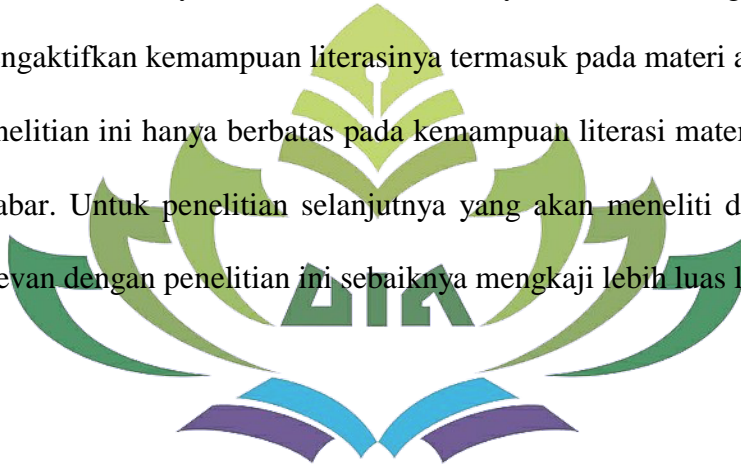 ngaktifkan kemampuan literasinya termasuk pada materi a
nelitian ini hanya berbatas pada kemampuan literasi mater
abar. Untuk penelitian selanjutnya yang akan meneliti d
evan dengan penelitian ini sebaiknya mengkaji lebih luas l